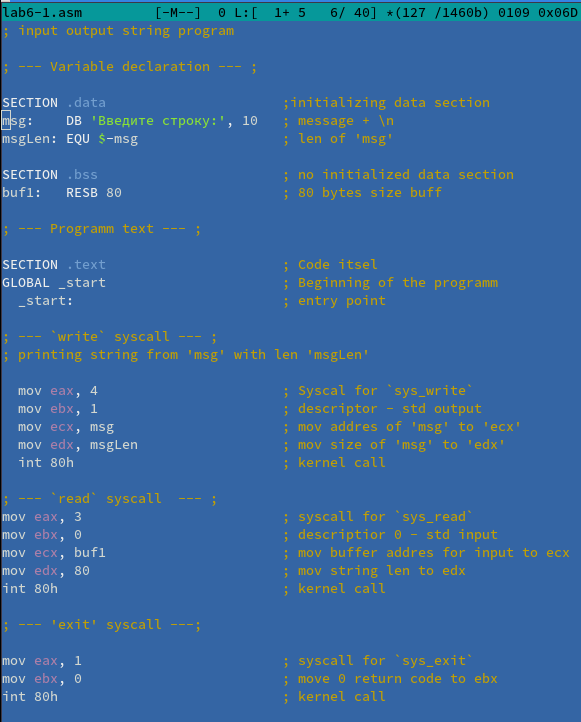 lab6-1.asm [-M--] 0 L:[ 1+ 5 6/ 40] *(127 /1460b) 0109 0x06D
; input output string program
; --- Variable declaration --- ;
SECTION .data ;initializing data section
msg: DB 'Введите строку:', 10 ; message + \n
msgLen: EQU $-msg ; len of 'msg'
SECTION .bss ; no initialized data section
buf1: RESB 80 ; 80 bytes size buff
; --- Programm text --- ;
SECTION .text ; Code itsel
GLOBAL _start ; Beginning of the programm
_start: ; entry point
; --- `write` syscall --- ;
; printing string from 'msg' with len 'msgLen'
mov eax, 4 ; Syscal for `sys_write`
mov ebx, 1 ; descriptor - std output
mov ecx, msg ; mov addres of 'msg' to 'ecx'
mov edx, msgLen ; mov size of 'msg' to 'edx'
int 80h ; kernel call
; --- `read` syscall --- ;
mov eax, 3 ; syscall for `sys_read`
mov ebx, 0 ; descriptior 0 - std input
mov ecx, buf1 ; mov buffer addres for input to ecx
mov edx, 80 ; mov string len to edx
int 80h ; kernel call
; --- 'exit' syscall ---;
mov eax, 1 ; syscall for `sys_exit`
mov ebx, 0 ; move 0 return code to ebx
int 80h ; kernel call